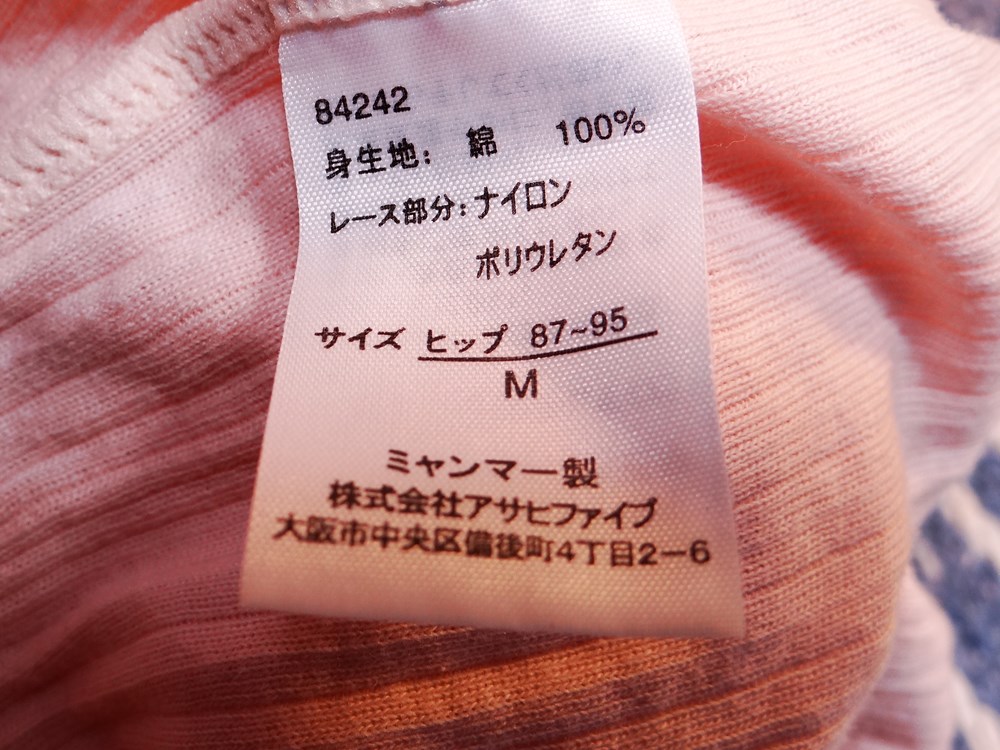 84242
身生地: 綿 100%
レース部分: ナイロン
ポリウレタン
サイズ ヒップ 87~95
M
ミャンマー製
株式会社アサヒファイブ
大阪市中央区備後町4丁目2-6